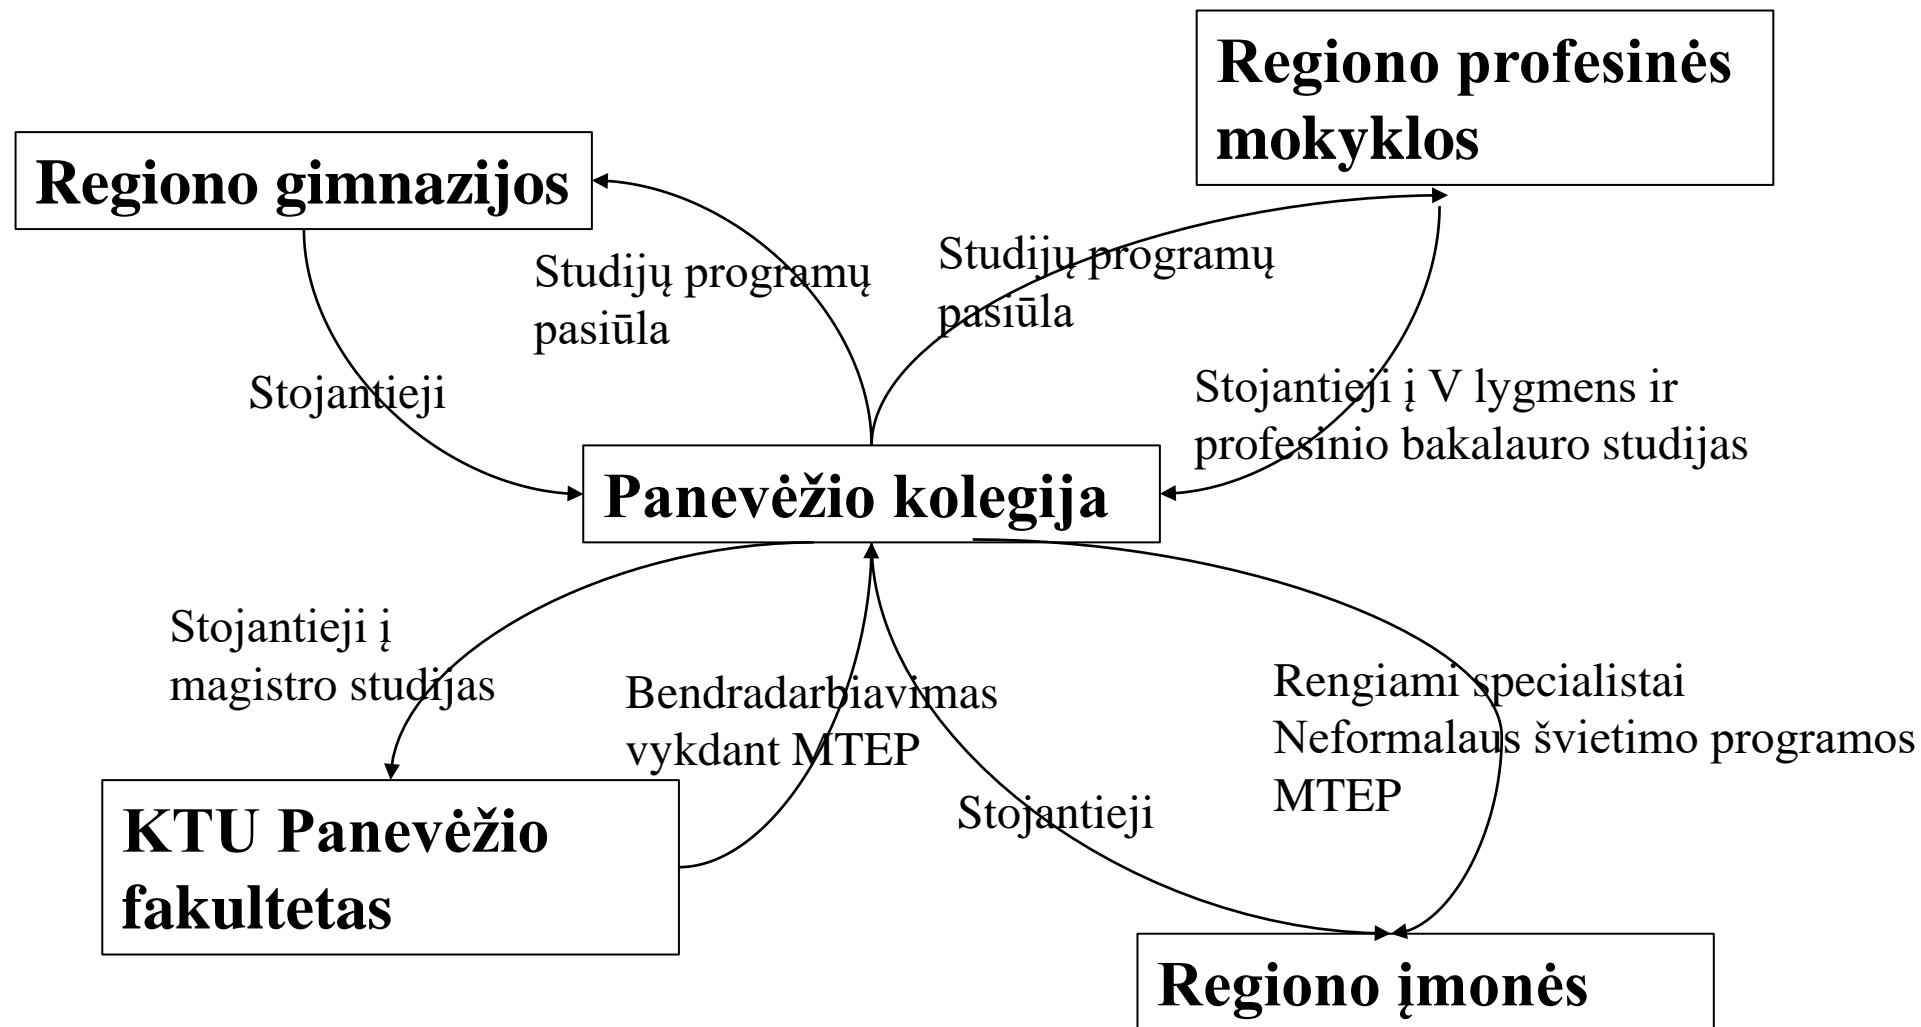 Regiono profesinės
mokyklos
Regiono gimnazijos
Studijų programų
pasiūla
Studijų programų
pasiūla
Stojantieji
Stojantieji į V lygmens ir
profesinio bakalauro studijas
Panevėžio kolegija
Stojantieji į
magistro studijas
Bendradarbiavimas
vykdant MTEP
Rengiami specialistai
Neformalaus švietimo programos
MTEP
Stojantieji
KTU Panevėžio
fakultetas
Regiono įmonės